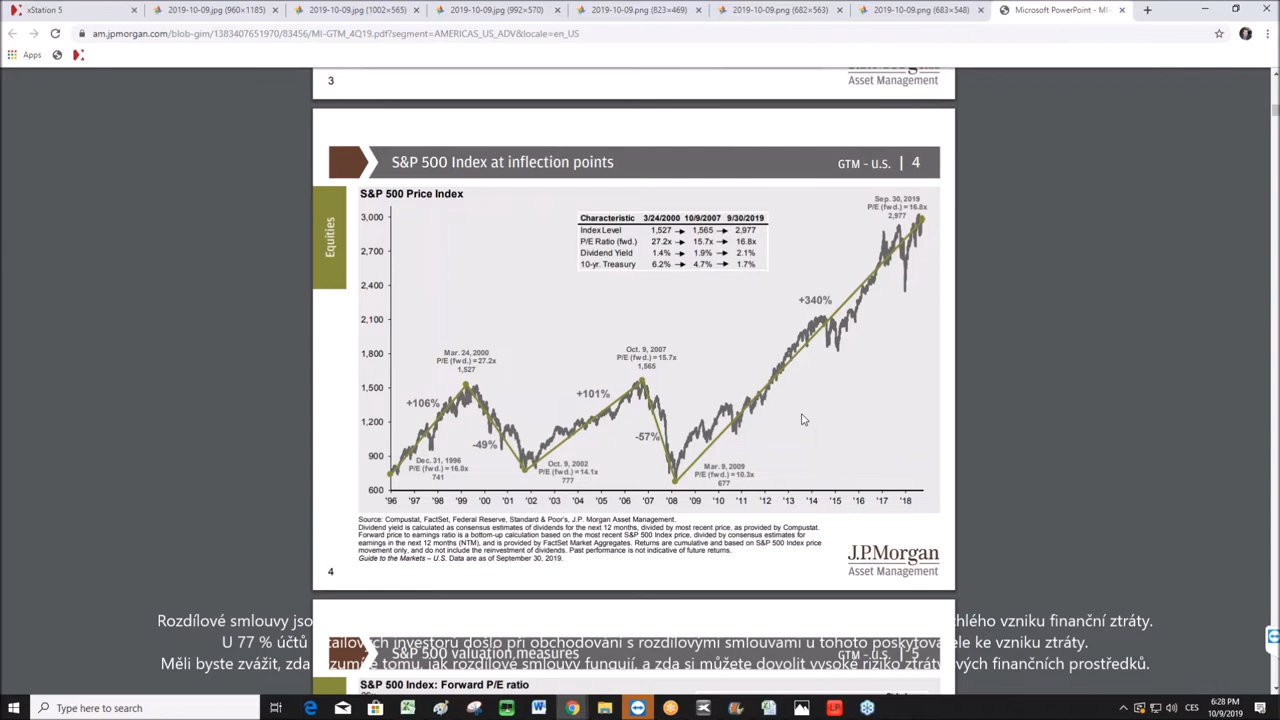 xStation 5
2019-10-09.jpg (960×1185)
2019-10-09.jpg (1002×565)
2019-10-09.jpg (992×570)
2019-10-09.png (823×469)
2019-10-09.png (682×563)
2019-10-09.png (683×548)
Microsoft PowerPoint - MI-
am.jpmorgan.com/blob-gim/1383407651970/83456/MI-GTM_4Q19.pdf?segment=AMERICAS_US_ADV&locale=en_US
Apps
3
Asset Management
S&P 500 Index at inflection points
GTM – U.S. | 4
Equities
S&P 500 Price Index
Characteristic 3/24/2000 10/9/2007 9/30/2019
Index Level 1,527 → 1,565 → 2,977
P/E Ratio (fwd.) 27.2x → 15.7x → 16.8x
Dividend Yield 1.4% → 1.9% → 2.1%
10-yr. Treasury 6.2% → 4.7% → 1.7%
Sep. 30, 2019
P/E (fwd.) = 16.8x
2,977
3,000
2,700
2,400
2,100
1,800
1,500
1,200
900
600
+340%
Mar. 24, 2000
P/E (fwd.) = 27.2x
1,527
Oct. 9, 2007
P/E (fwd.) = 15.7x
1,565
+106%
+101%
-49%
-57%
Dec. 31, 1996
P/E (fwd.) = 16.0x
741
Oct. 9, 2002
P/E (fwd.) = 14.1x
777
Mar. 9, 2009
P/E (fwd.) = 10.3x
677
'96 '97 '98 '99 '00 '01 '02 '03 '04 '05 '06 '07 '08 '09 '10 '11 '12 '13 '14 '15 '16 '17 '18
Source: Compustat, FactSet, Federal Reserve, Standard & Poor's, J.P. Morgan Asset Management.
Dividend yield is calculated as consensus estimates of dividends for the next 12 months, divided by most recent price, as provided by Compustat.
Forward price to earnings ratio is a bottom-up calculation based on the most recent S&P 500 Index price, divided by consensus estimates for
earnings in the next 12 months (NTM), and is provided by FactSet Market Aggregates. Returns are cumulative and based on S&P 500 Index price
movement only, and do not include the reinvestment of dividends. Past performance is not indicative of future returns.
Guide to the Markets – U.S. Data are as of September 30, 2019.
J.P.Morgan
Asset Management
4
Rozdílové smlouvy jso
chlého vzniku finanční ztráty.
U 77 % účtů investorů došlo při obchodování s rozdílovými smlouvami u tohoto poskytovatele ke vzniku ztráty.
S&P 500 valuation measures
GTM – U.S. | 5
Měli byste zvážit, zda rozumíte tomu, jak rozdílové smlouvy fungují, a zda si můžete dovolit vysoké riziko ztráty finančních prostředků.
S&P 500 Index: Forward P/E ratio
Type here to search
CES
6:28 PM
10/9/2019